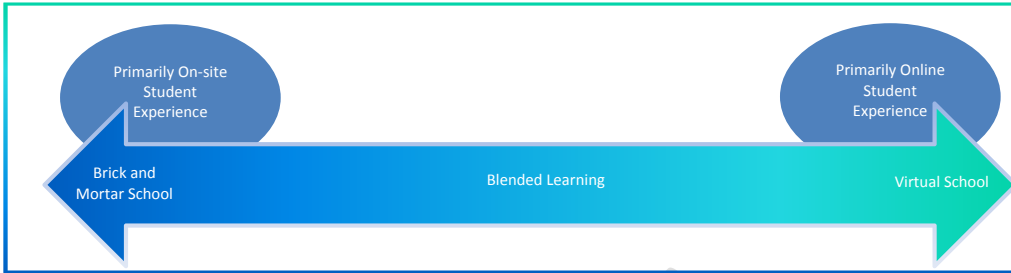 Primarily On-site
Student
Experience
Primarily Online
Student
Experience
Brick and
Mortar School
Blended Learning
Virtual School